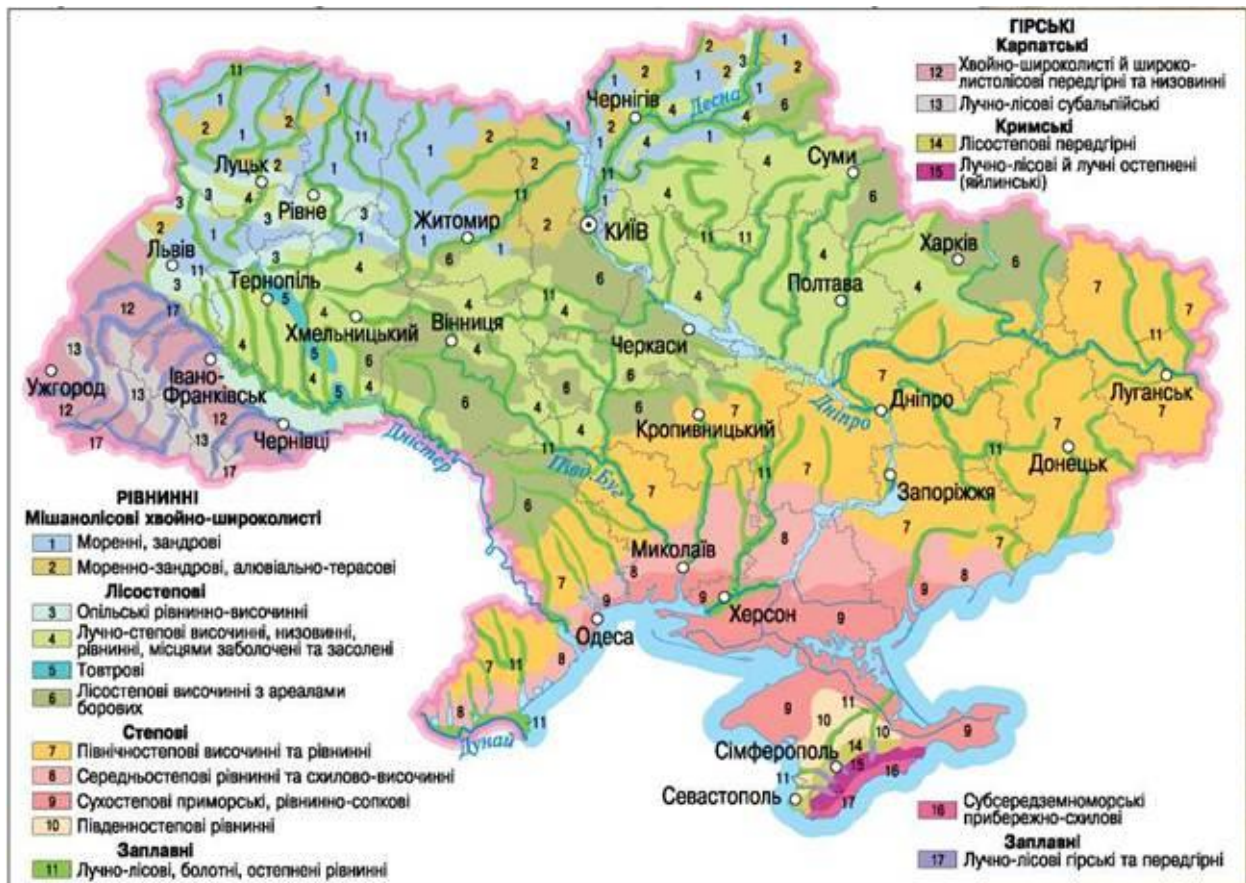 ГІРСЬКІ
Карпатські
12 Хвойно-широколисті й широко-
листолісові передгірні та низовинні
13 Лучно-лісові субальпійські
Кримські
14 Лісостепові передгірні
15 Лучно-лісові й лучні остепнені
(яйлинські)
Чернігів
Десна
Суми
Луцьк
Рівне
Житомир
КИЇВ
Харків
Львів
Тернопіль
Полтава
Хмельницький
Вінниця
Черкаси
Ужгород
Івано-
Франківськ
Чернівці
Дністер
Півд. Буг
Кропивницький
Дніпро
Дніпро
Луганськ
Донецьк
Запоріжжя
Миколаїв
Херсон
Одеса
Дунай
Сімферополь
Севастополь
РІВНИННІ
Мішанолісові хвойно-широколисті
1 Моренні, зандрові
2 Моренно-зандрові, алювіально-терасові
Лісостепові
3 Опільські рівнинно-височинні
4 Лучно-степові височинні, низовинні,
рівнинні, місцями заболочені та засолені
5 Товтрові
6 Лісостепові височинні з ареалами
борових
Степові
7 Північностепові височинні та рівнинні
8 Середньостепові рівнинні та схилово-височинні
9 Сухостепові приморські, рівнинно-сопкові
10 Південностепові рівнинні
Заплавні
11 Лучно-лісові, болотні, остепнені рівнинні
16 Субсередземноморські
прибережно-схилові
Заплавні
17 Лучно-лісові гірські та передгірні